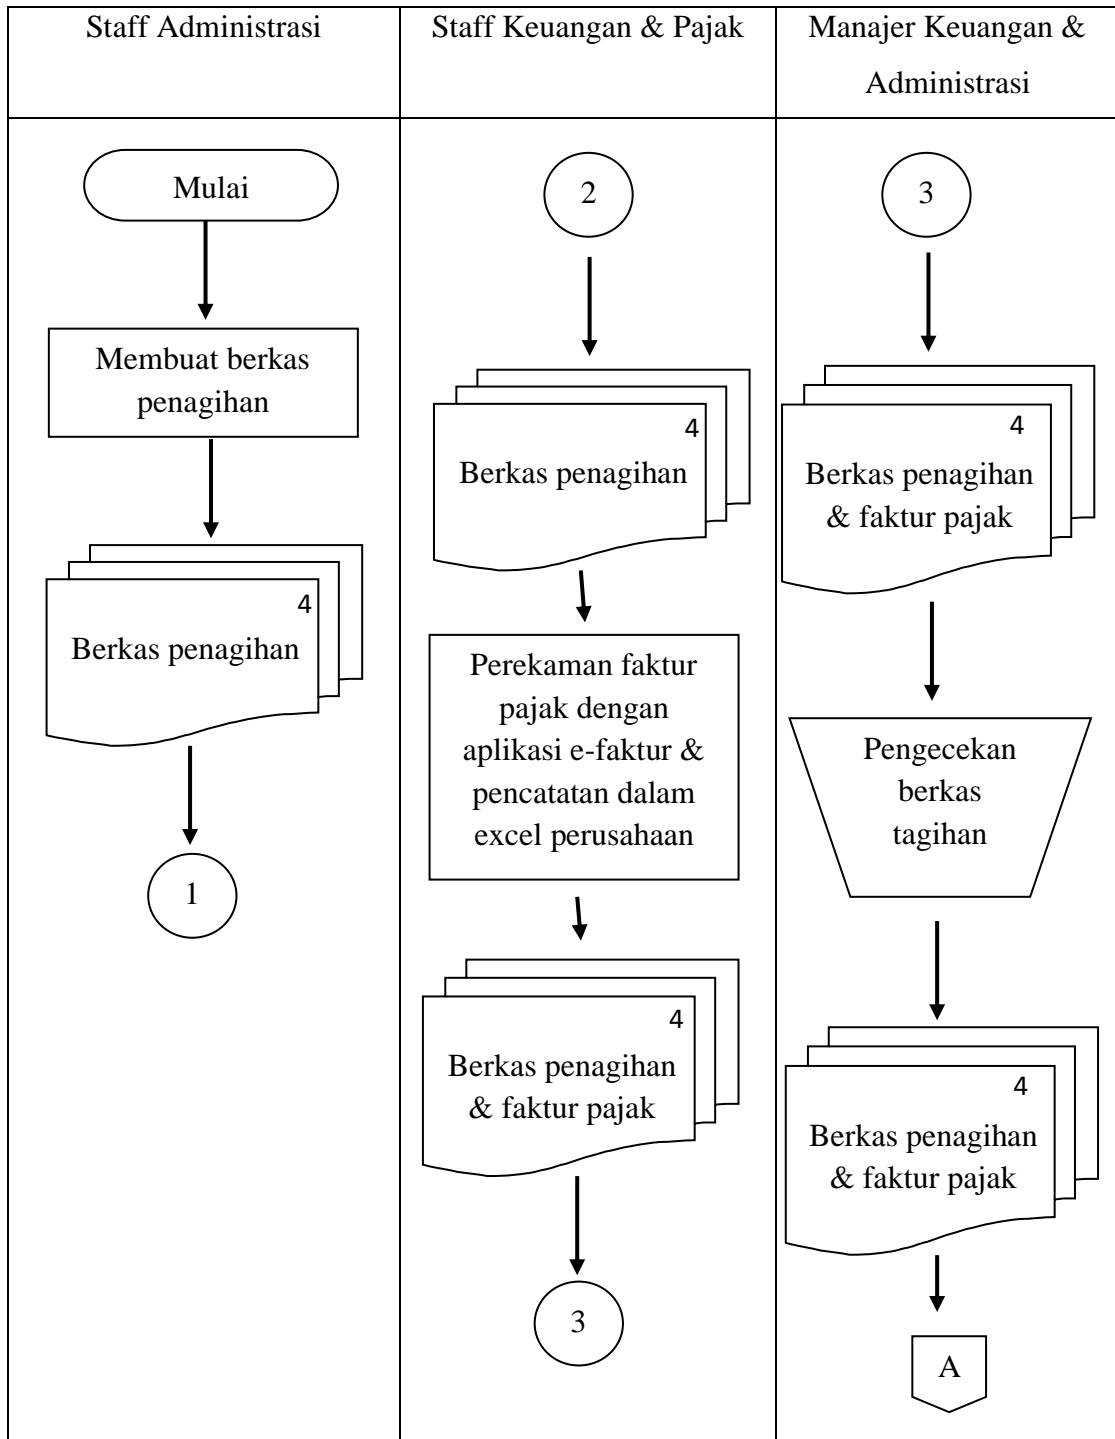 Staff Administrasi
Staff Keuangan & Pajak
Manajer Keuangan &
Administrasi
Mulai
Membuat berkas
penagihan
4
Berkas penagihan
1
2
4
Berkas penagihan
Perekaman faktur
pajak dengan
aplikasi e-faktur &
pencatatan dalam
excel perusahaan
4
Berkas penagihan
& faktur pajak
3
3
4
Berkas penagihan
& faktur pajak
Pengecekan
berkas
tagihan
4
Berkas penagihan
& faktur pajak
A